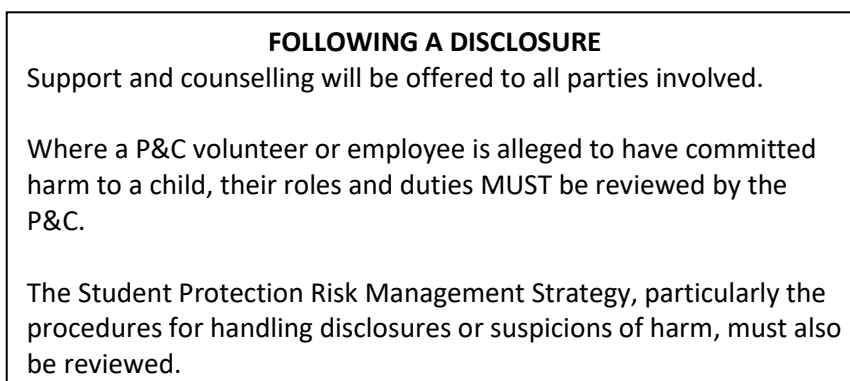 FOLLOWING A DISCLOSURE
Support and counselling will be offered to all parties involved.
Where a P&C volunteer or employee is alleged to have committed
harm to a child, their roles and duties MUST be reviewed by the
P&C.
The Student Protection Risk Management Strategy, particularly the
procedures for handling disclosures or suspicions of harm, must also
be reviewed.